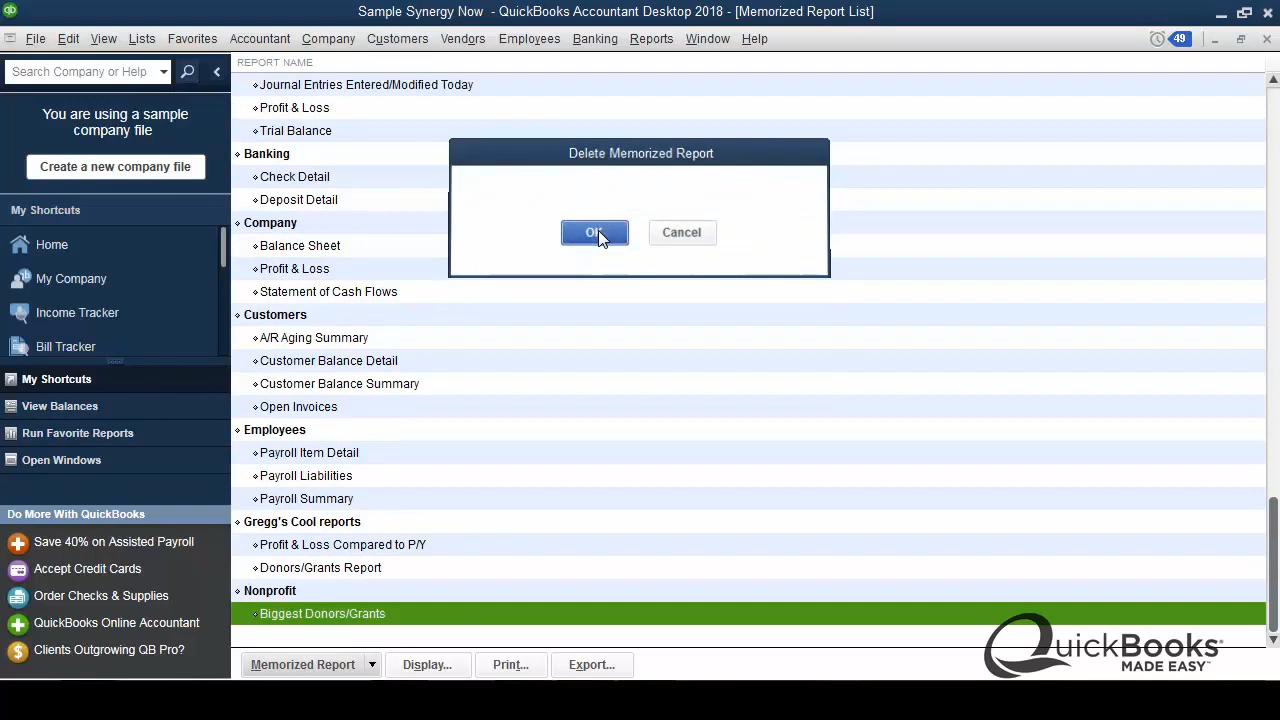 Sample Synergy Now - QuickBooks Accountant Desktop 2018 - [Memorized Report List]
File Edit View Lists Favorites Accountant Company Customers Vendors Employees Banking Reports Window Help 49
Search Company or Help
You are using a sample
company file
Create a new company file
My Shortcuts
Home
My Company
Income Tracker
Bill Tracker
My Shortcuts
View Balances
Run Favorite Reports
Open Windows
Do More With QuickBooks
Save 40% on Assisted Payroll
Accept Credit Cards
Order Checks & Supplies
QuickBooks Online Accountant
Clients Outgrowing QB Pro?
REPORT NAME
Journal Entries Entered/Modified Today
Profit & Loss
Trial Balance
Banking
Check Detail
Deposit Detail
Company
Balance Sheet
Profit & Loss
Statement of Cash Flows
Customers
A/R Aging Summary
Customer Balance Detail
Customer Balance Summary
Open Invoices
Employees
Payroll Item Detail
Payroll Liabilities
Payroll Summary
Gregg's Cool reports
Profit & Loss Compared to P/Y
Donors/Grants Report
Nonprofit
Biggest Donors/Grants
Delete Memorized Report
OK Cancel
Memorized Report Display... Print... Export...
QuickBooks®
MADE EASY™